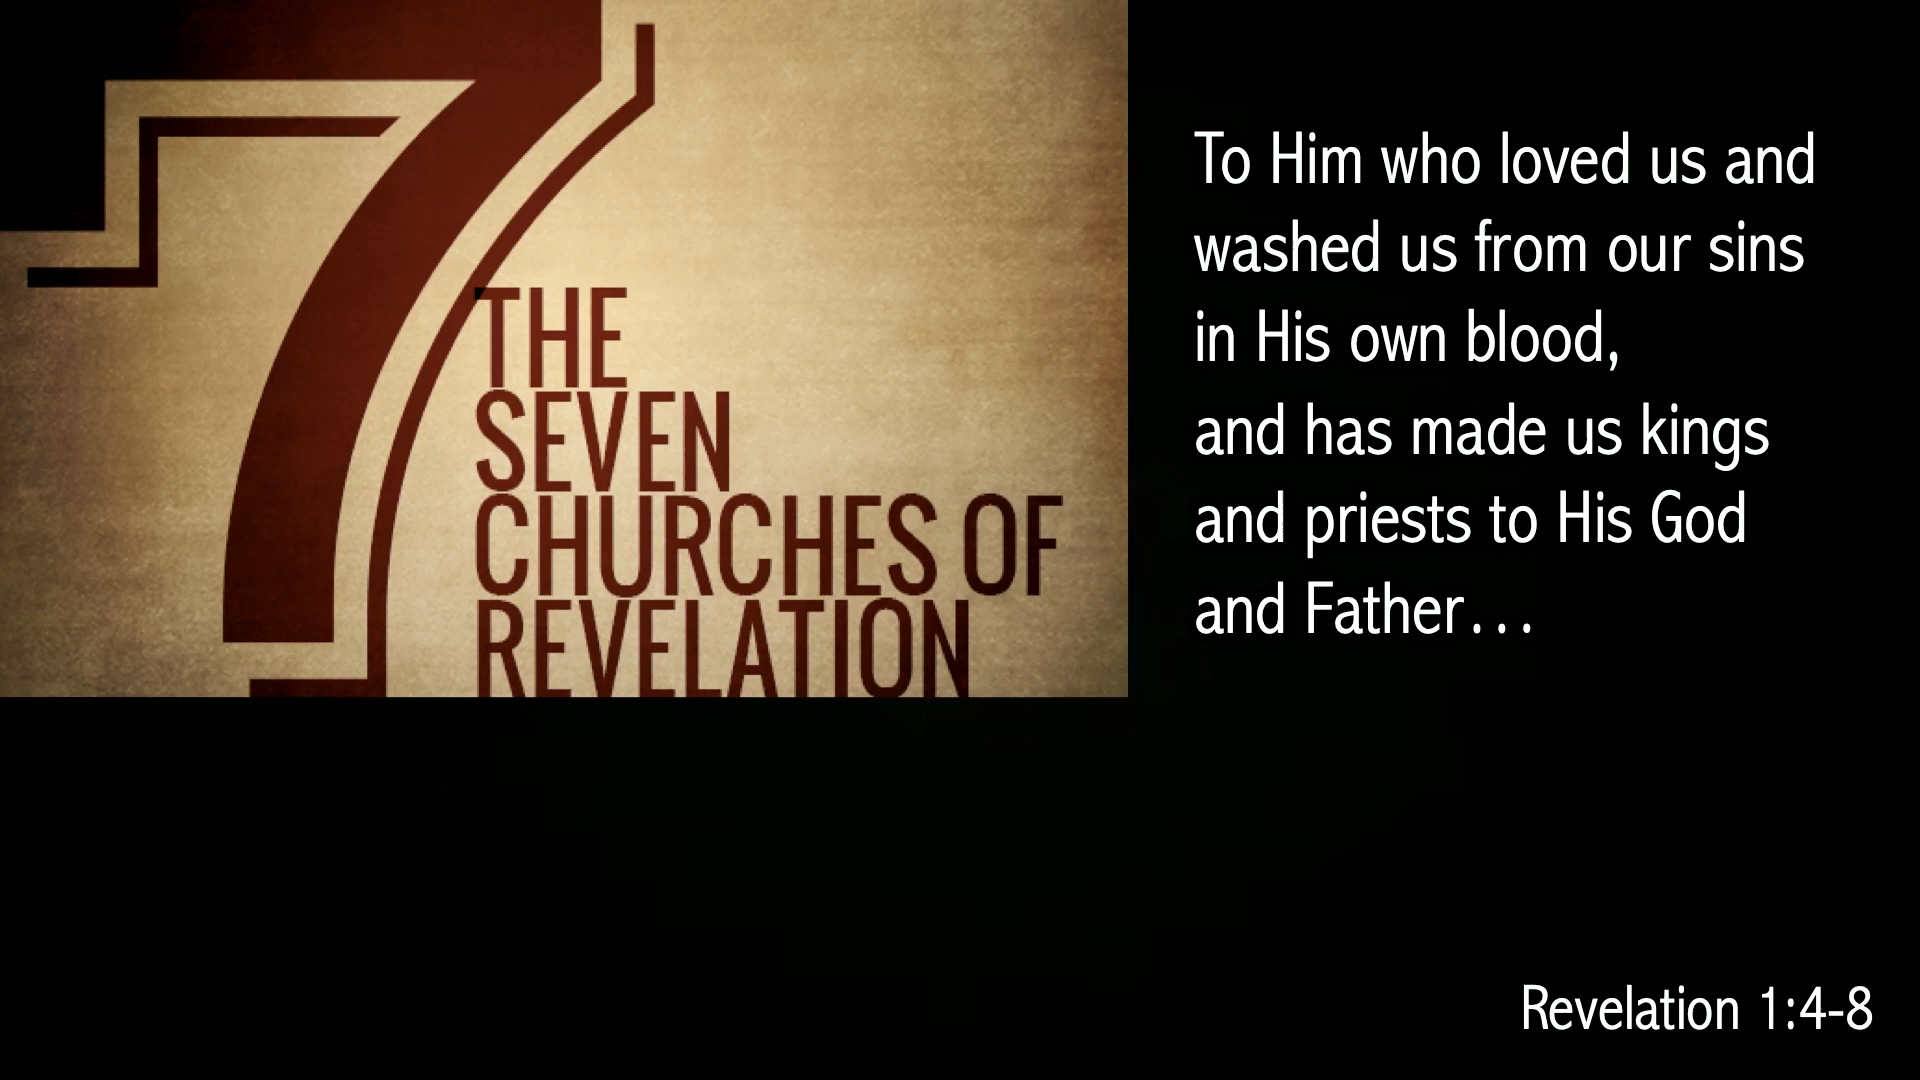 7
THE
SEVEN
CHURCHES OF
REVELATION
To Him who loved us and
washed us from our sins
in His own blood,
and has made us kings
and priests to His God
and Father…
Revelation 1:4-8